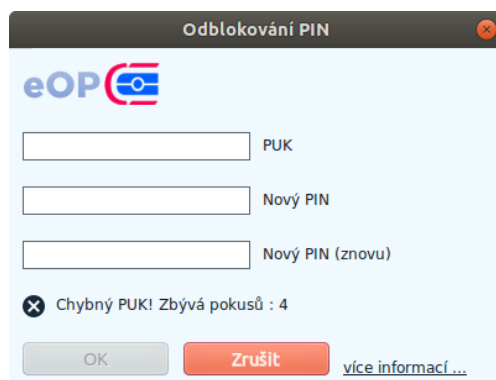 Odblokování PIN
eOP
PUK
Nový PIN
Nový PIN (znovu)
Chybný PUK! Zbývá pokusů : 4
OK
Zrušit
více informací ...